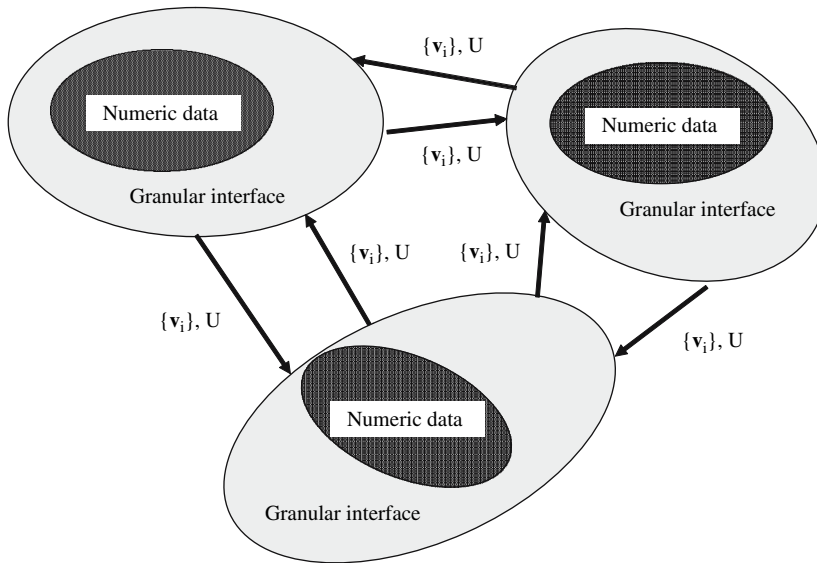 {vᵢ}, U
Numeric data
Numeric data
{vᵢ}, U
Granular interface
Granular interface
{vᵢ}, U
{vᵢ}, U
{vᵢ}, U
{vᵢ}, U
Numeric data
Granular interface